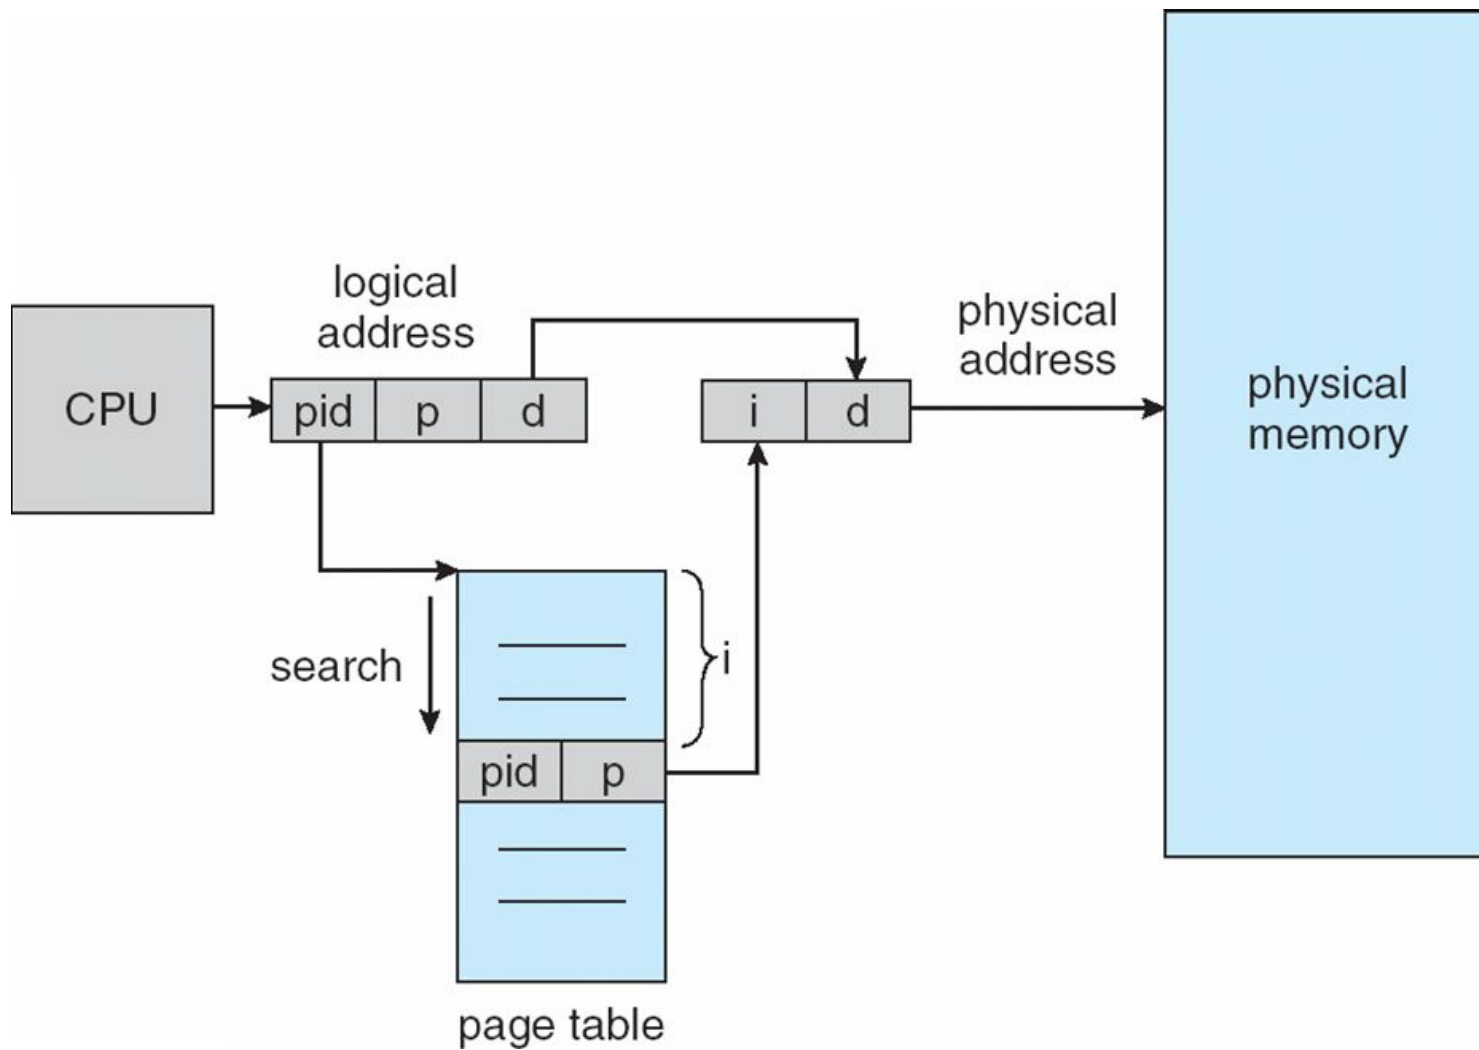 logical
address
physical
address
CPU
pid
p
d
i
d
physical
memory
search
i
pid
p
page table